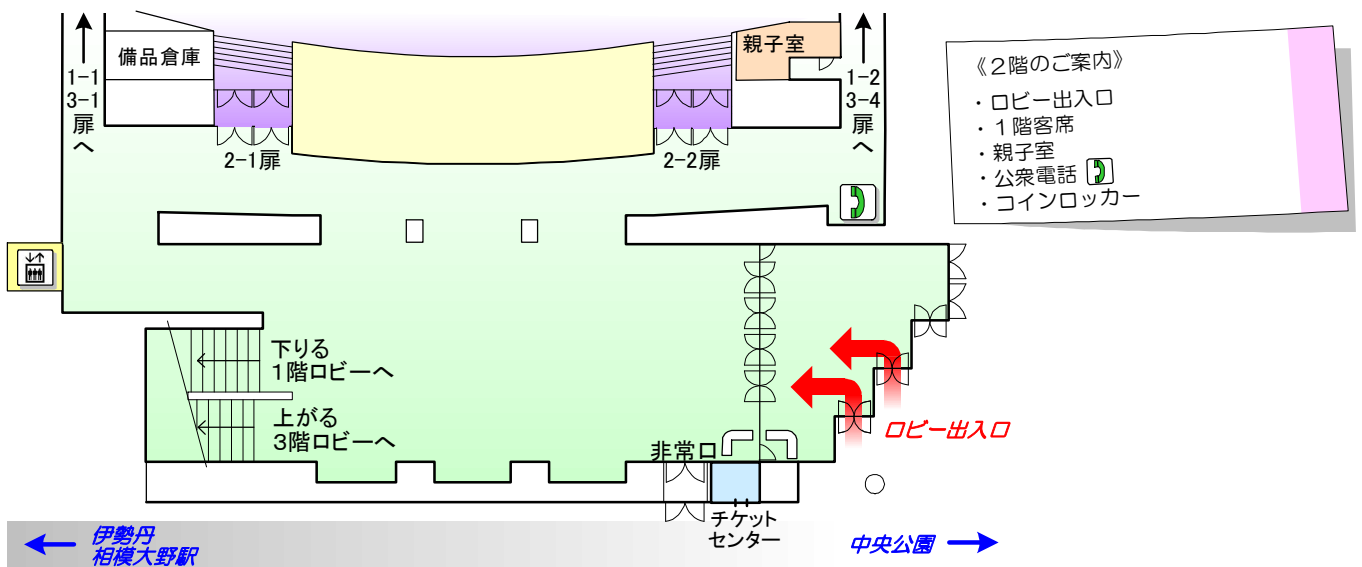 備品倉庫
親子室
1-1
3-1
扉
へ
1-2
3-4
扉
へ
2-1扉
2-2扉
《2階のご案内》
・ロビー出入口
・1階客席
・親子室
・公衆電話
・コインロッカー
下りる
1階ロビーへ
上がる
3階ロビーへ
非常口
ロビー出入口
チケット
センター
伊勢丹
相模大野駅
中央公園